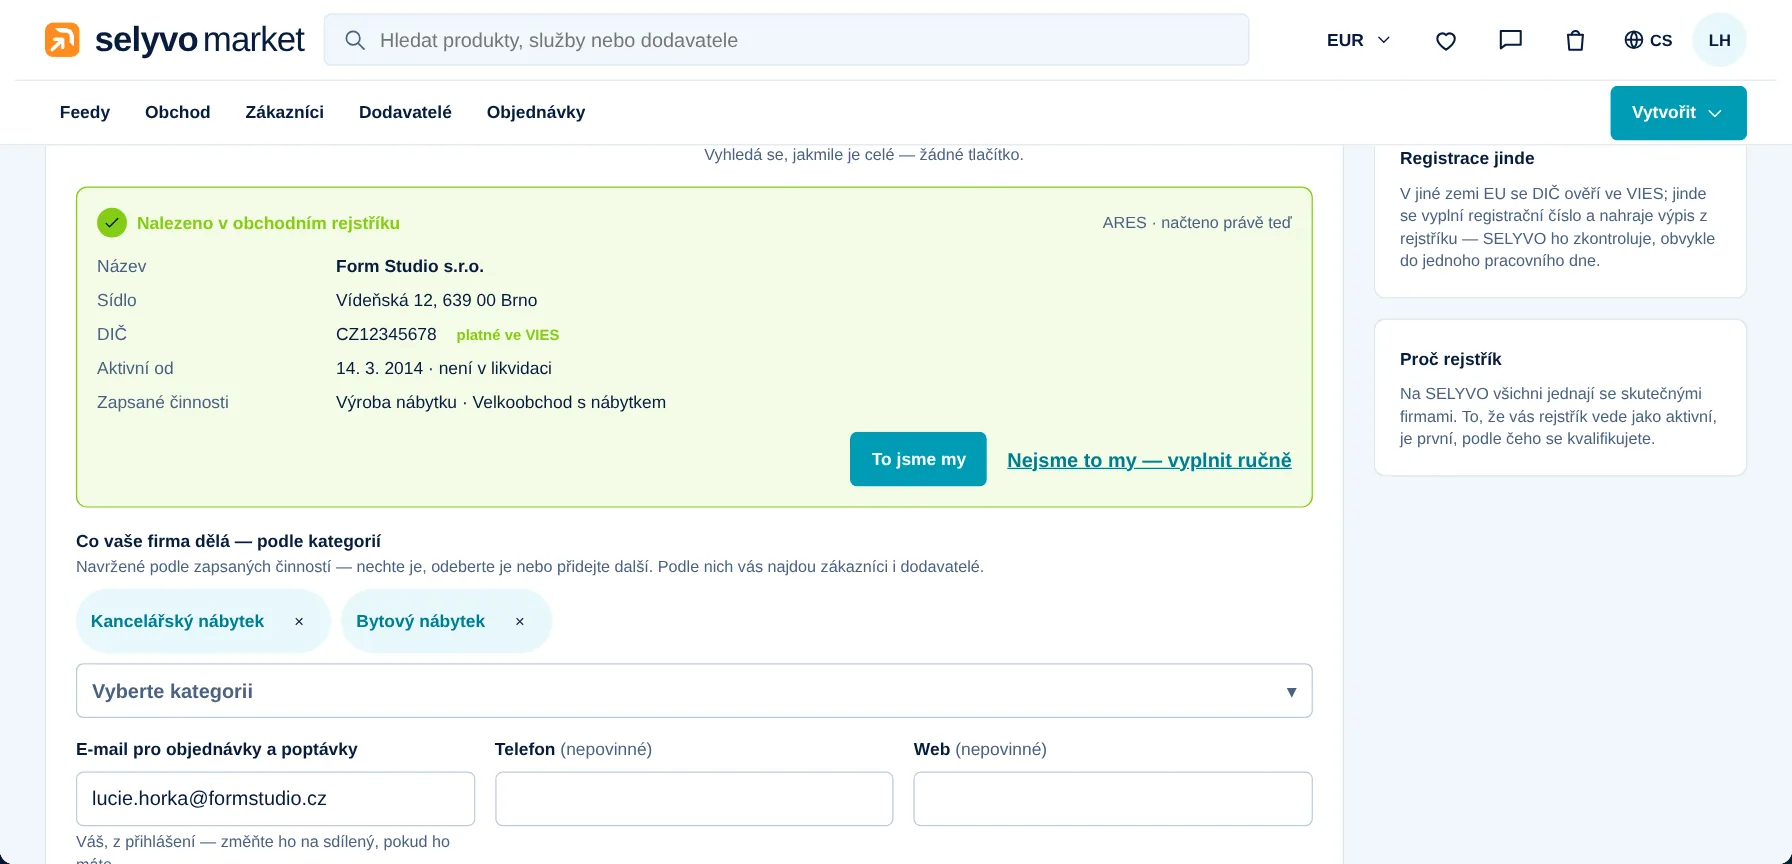 selyvo market
Hledat produkty, služby nebo dodavatele
EUR
CS
LH
Feedy
Obchod
Zákazníci
Dodavatelé
Objednávky
Vytvořit
Vyhledá se, jakmile je celé — žádné tlačítko.
Nalezeno v obchodním rejstříku
ARES · načteno právě teď
Název
Form Studio s.r.o.
Sídlo
Vídeňská 12, 639 00 Brno
DIČ
CZ12345678 platné ve VIES
Aktivní od
14. 3. 2014 · není v likvidaci
Zapsané činnosti
Výroba nábytku · Velkoobchod s nábytkem
To jsme my
Nejsme to my — vyplnit ručně
Co vaše firma dělá — podle kategorií
Navržené podle zapsaných činností — nechte je, odeberte je nebo přidejte další. Podle nich vás najdou zákazníci i dodavatelé.
Kancelářský nábytek ×
Bytový nábytek ×
Vyberte kategorii
E-mail pro objednávky a poptávky
lucie.horka@formstudio.cz
Váš, z přihlášení — změňte ho na sdílený, pokud ho
máte.
Telefon (nepovinné)
Web (nepovinné)
Registrace jinde
V jiné zemi EU se DIČ ověří ve VIES; jinde
se vyplní registrační číslo a nahraje výpis z
rejstříku — SELYVO ho zkontroluje, obvykle
do jednoho pracovního dne.
Proč rejstřík
Na SELYVO všichni jednají se skutečnými
firmami. To, že vás rejstřík vede jako aktivní,
je první, podle čeho se kvalifikujete.